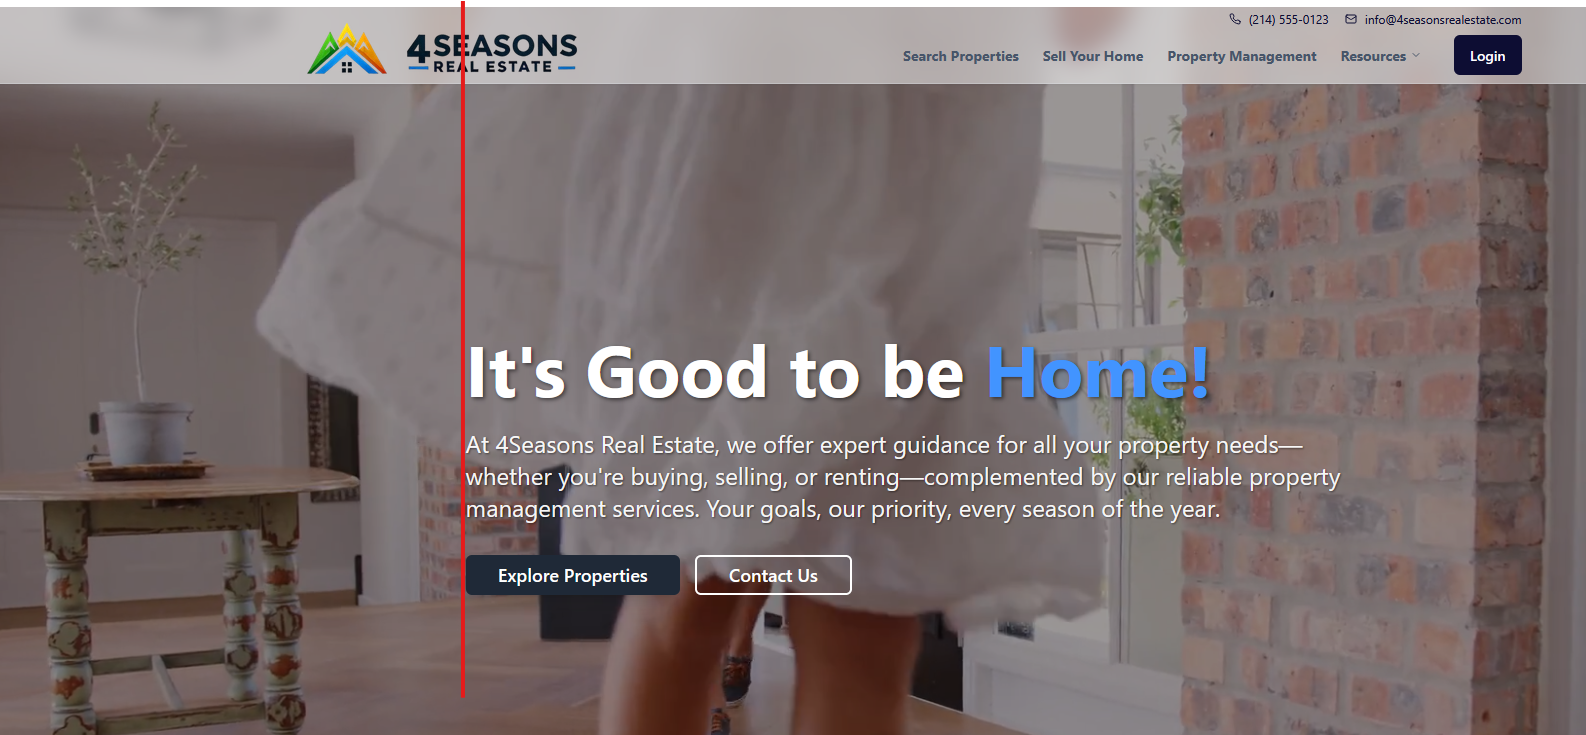 (214) 555-0123 info@4seasonsrealestate.com
4SEASONS
REAL ESTATE
Search Properties Sell Your Home Property Management Resources Login
It's Good to be Home!
At 4Seasons Real Estate, we offer expert guidance for all your property needs—
whether you're buying, selling, or renting—complemented by our reliable property
management services. Your goals, our priority, every season of the year.
Explore Properties Contact Us